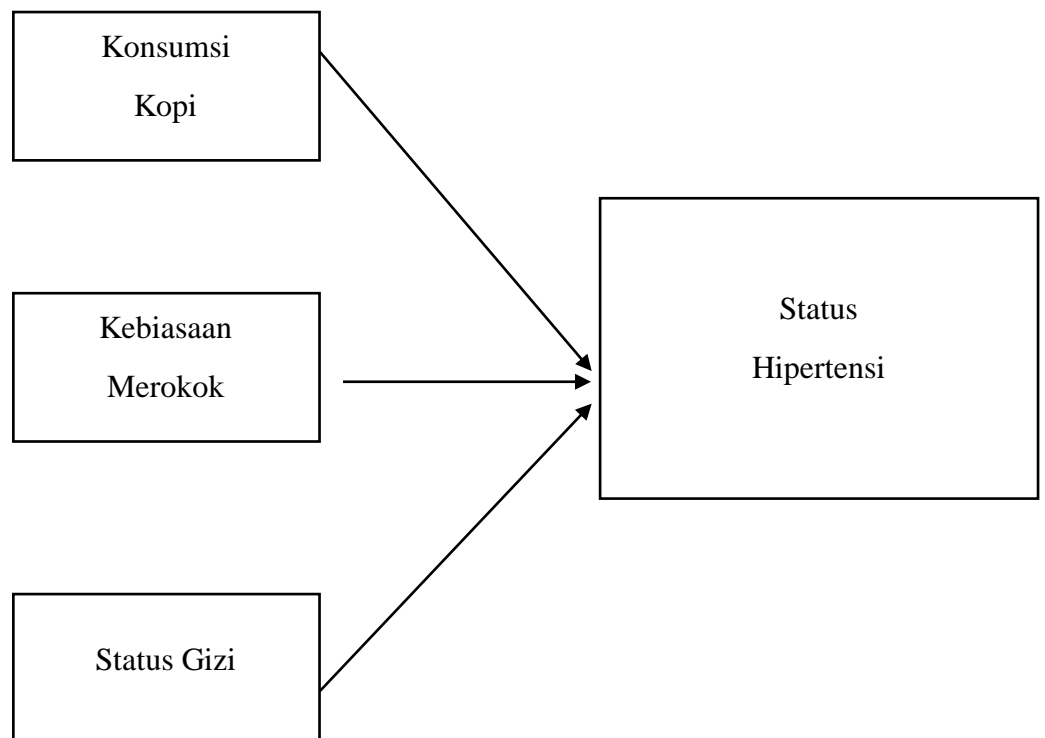 Konsumsi
Kopi
Kebiasaan
Merokok
Status
Hipertensi
Status Gizi